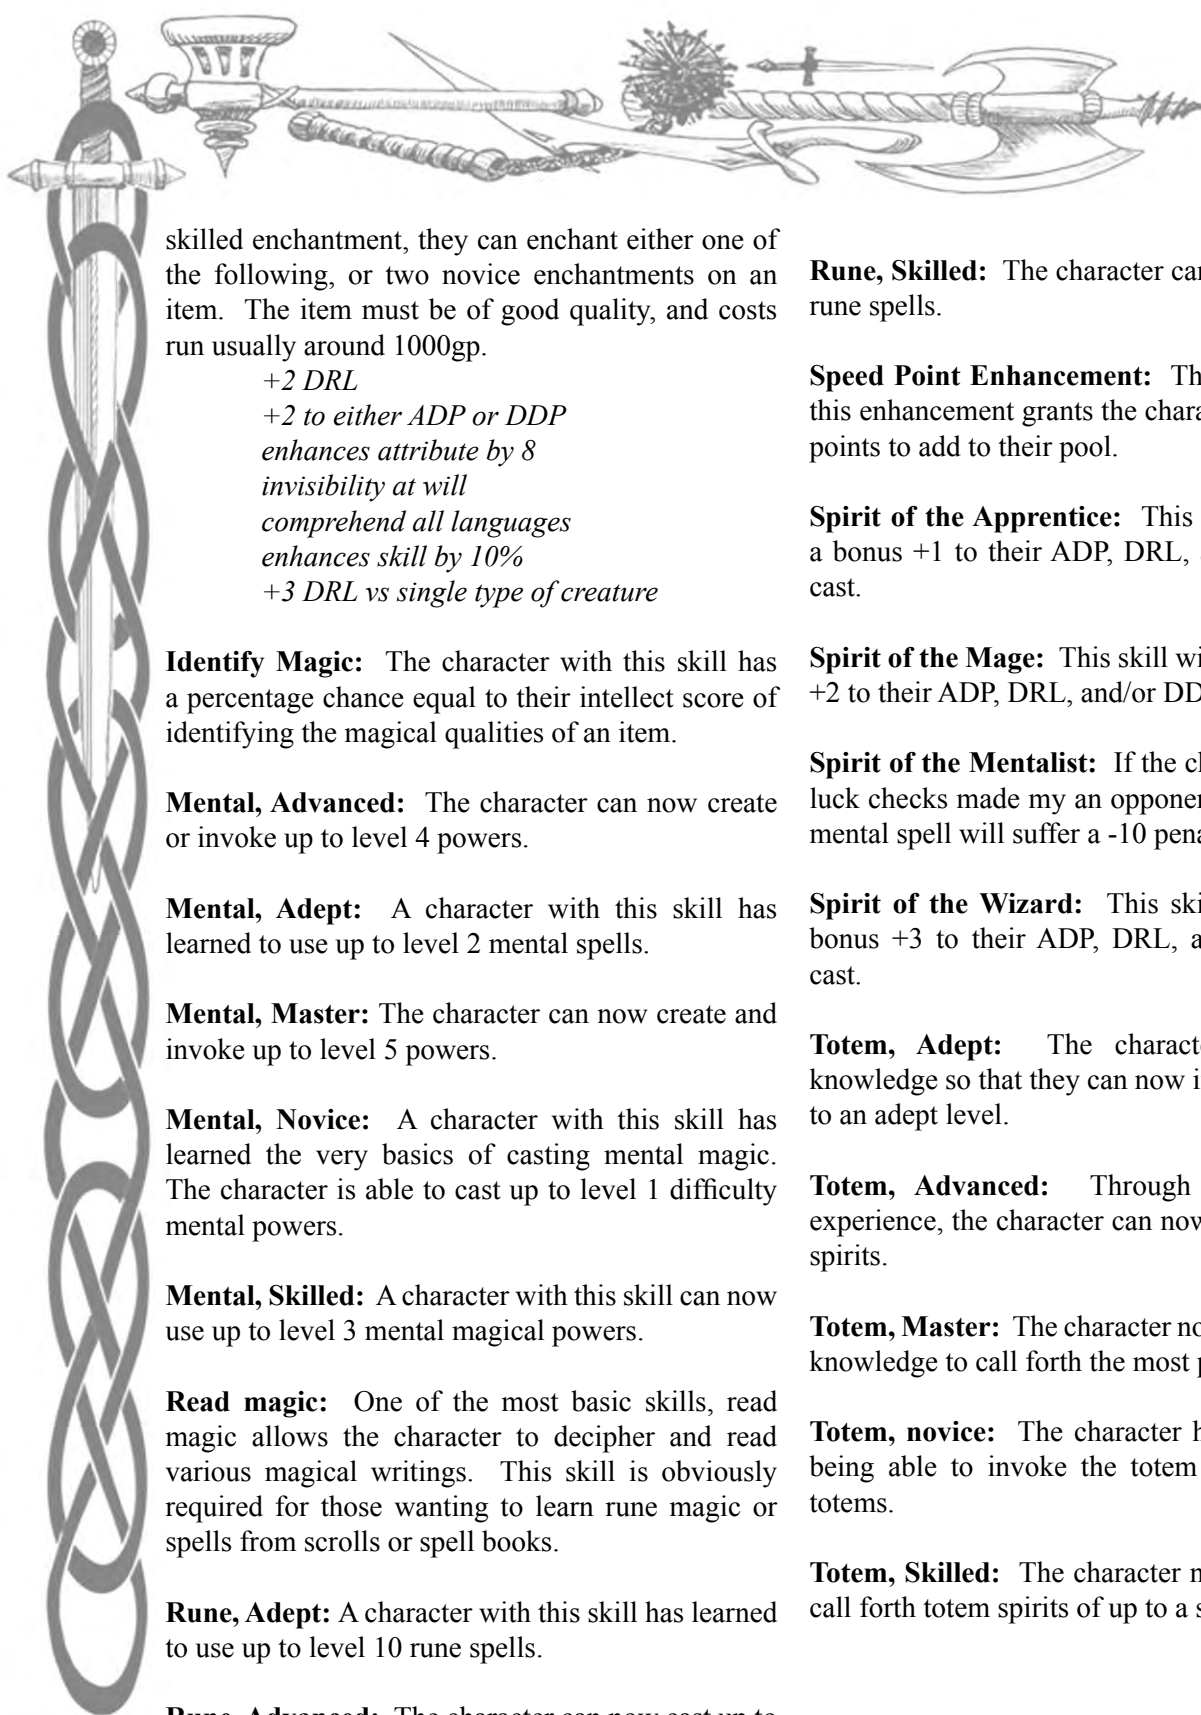 skilled enchantment, they can enchant either one of
the following, or two novice enchantments on an
item. The item must be of good quality, and costs
run usually around 1000gp.
+2 DRL
+2 to either ADP or DDP
enhances attribute by 8
invisibility at will
comprehend all languages
enhances skill by 10%
+3 DRL vs single type of creature
Identify Magic: The character with this skill has
a percentage chance equal to their intellect score of
identifying the magical qualities of an item.
Mental, Advanced: The character can now create
or invoke up to level 4 powers.
Mental, Adept: A character with this skill has
learned to use up to level 2 mental spells.
Mental, Master: The character can now create and
invoke up to level 5 powers.
Mental, Novice: A character with this skill has
learned the very basics of casting mental magic.
The character is able to cast up to level 1 difficulty
mental powers.
Mental, Skilled: A character with this skill can now
use up to level 3 mental magical powers.
Read magic: One of the most basic skills, read
magic allows the character to decipher and read
various magical writings. This skill is obviously
required for those wanting to learn rune magic or
spells from scrolls or spell books.
Rune, Adept: A character with this skill has learned
to use up to level 10 rune spells.
Rune, Advanced: The character can now cast up to
Rune, Skilled: The character can
rune spells.
Speed Point Enhancement:
this enhancement grants the
points to add to their pool.
Spirit of the Apprentice: This
a bonus +1 to their ADP, DRL,
cast.
Spirit of the Mage: This skill
+2 to their ADP, DRL, and/or
Spirit of the Mentalist: If the
luck checks made my an
mental spell will suffer a -10
Spirit of the Wizard: This
bonus +3 to their ADP, DRL,
cast.
Totem, Adept: The
knowledge so that they can now
to an adept level.
Totem, Advanced: Through
experience, the character can now
spirits.
Totem, Master: The character
knowledge to call forth the most
Totem, novice: The character
being able to invoke the totem
totems.
Totem, Skilled: The character
call forth totem spirits of up to a